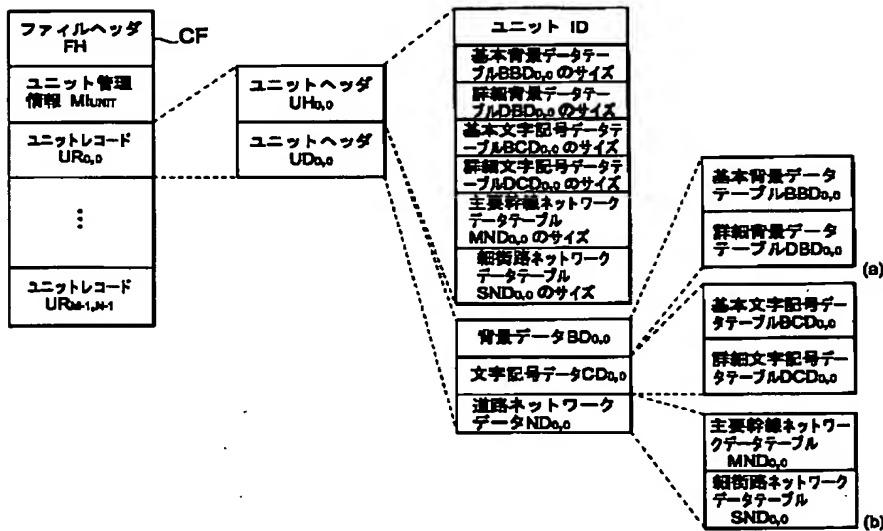 ファイルヘッダ
FH
CF
ユニット管理
情報 MIUNIT
ユニットレコード
UR0,0
⋮
ユニットレコード
URM-1,N-1
ユニットヘッダ
UH0,0
ユニットヘッダ
UD0,0
ユニット ID
基本背景データテー
ブルBBD0,0 のサイズ
詳細背景データテー
ブルDBD0,0 のサイズ
基本文字記号データテ
ーブルBCD0,0 のサイズ
詳細文字記号データテ
ーブルDCD0,0 のサイズ
主要幹線ネットワーク
データテーブル
MND0,0 のサイズ
細街路ネットワーク
データテーブル
SND0,0 のサイズ
背景データBD0,0
文字記号データCD0,0
道路ネットワーク
データND0,0
基本背景データ
テーブルBBD0,0
詳細背景データ
テーブルDBD0,0
(a)
基本文字記号デー
タテーブルBCD0,0
詳細文字記号デー
タテーブルDCD0,0
主要幹線ネットワー
クデータテーブル
MND0,0
細街路ネットワーク
データテーブル
SND0,0
(b)